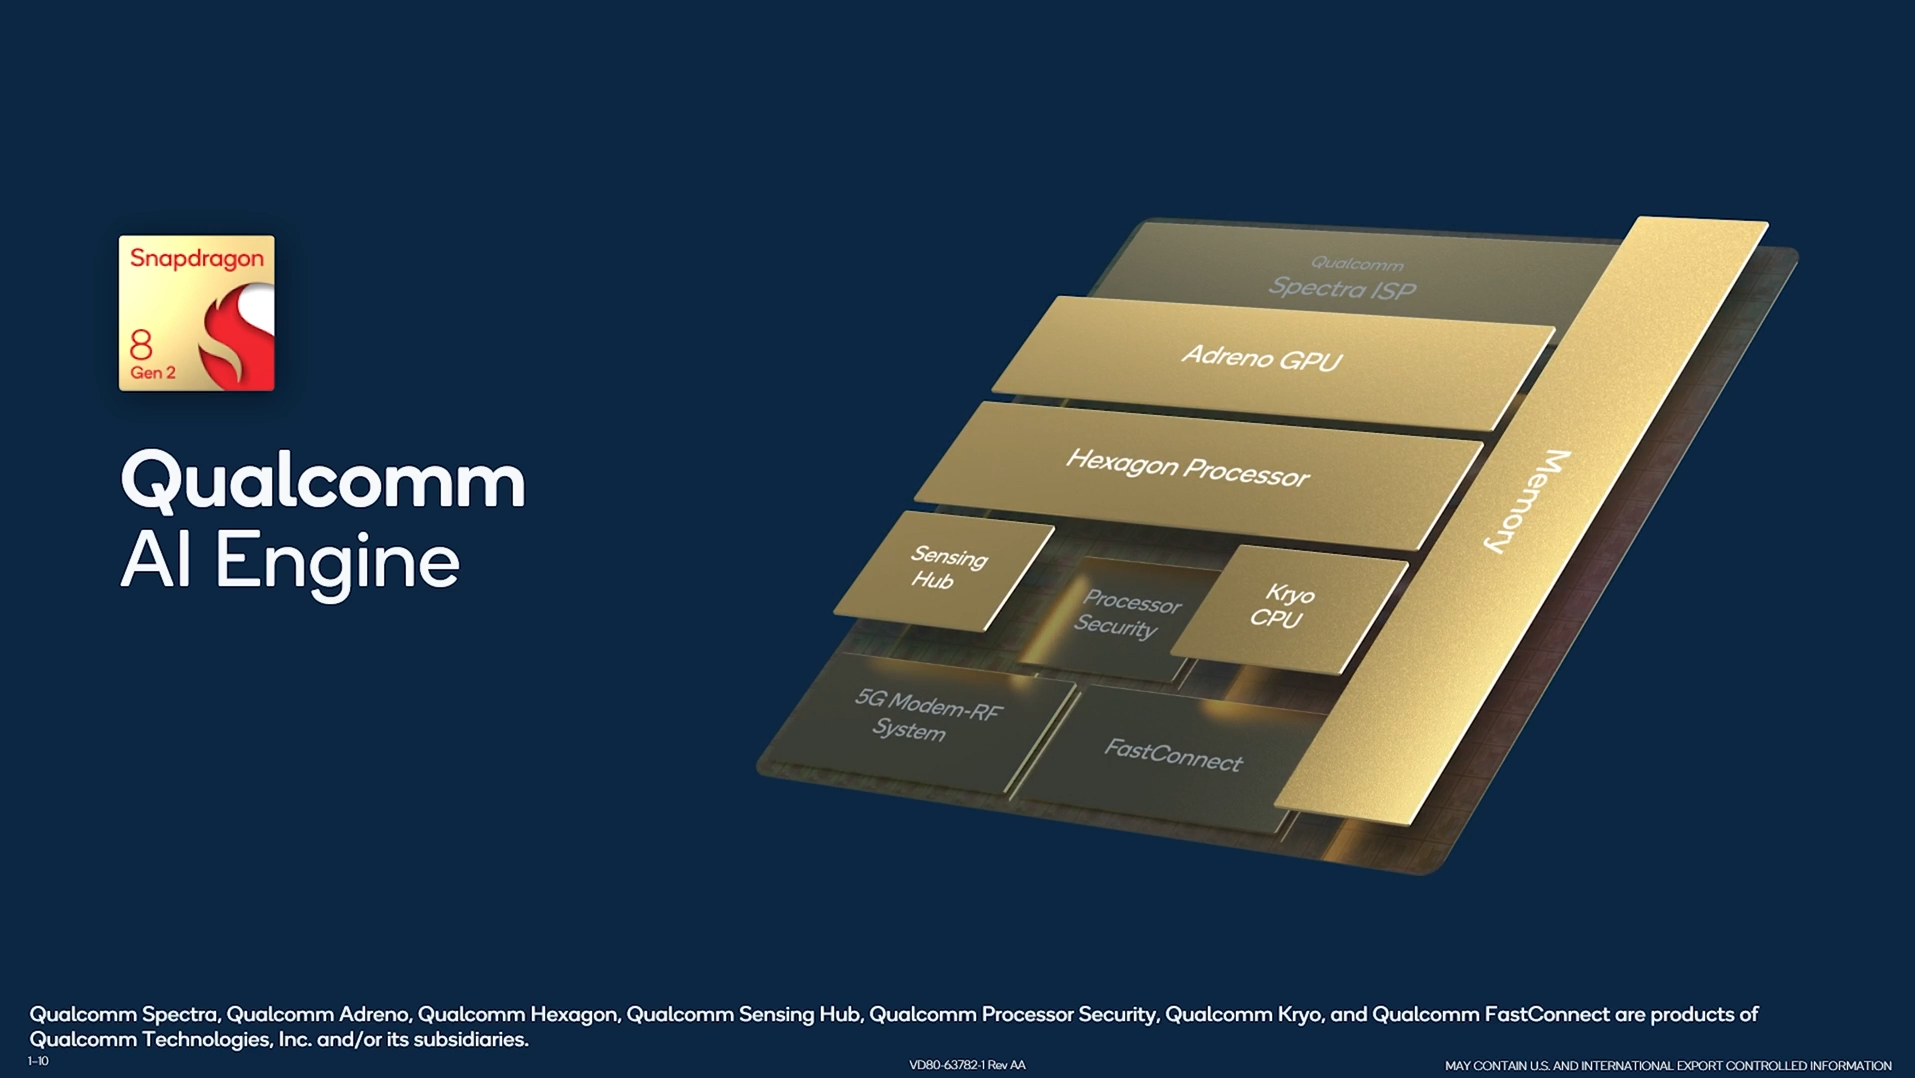 Snapdragon
8
Gen 2
Qualcomm
AI Engine
Qualcomm
Spectra ISP
Adreno GPU
Hexagon Processor
Memory
Sensing
Hub
Processor
Security
Kryo
CPU
5G Modem-RF
System
FastConnect
Qualcomm Spectra, Qualcomm Adreno, Qualcomm Hexagon, Qualcomm Sensing Hub, Qualcomm Processor Security, Qualcomm Kryo, and Qualcomm FastConnect are products of
Qualcomm Technologies, Inc. and/or its subsidiaries.
1–10
VD80-63782-1 Rev AA
MAY CONTAIN U.S. AND INTERNATIONAL EXPORT CONTROLLED INFORMATION